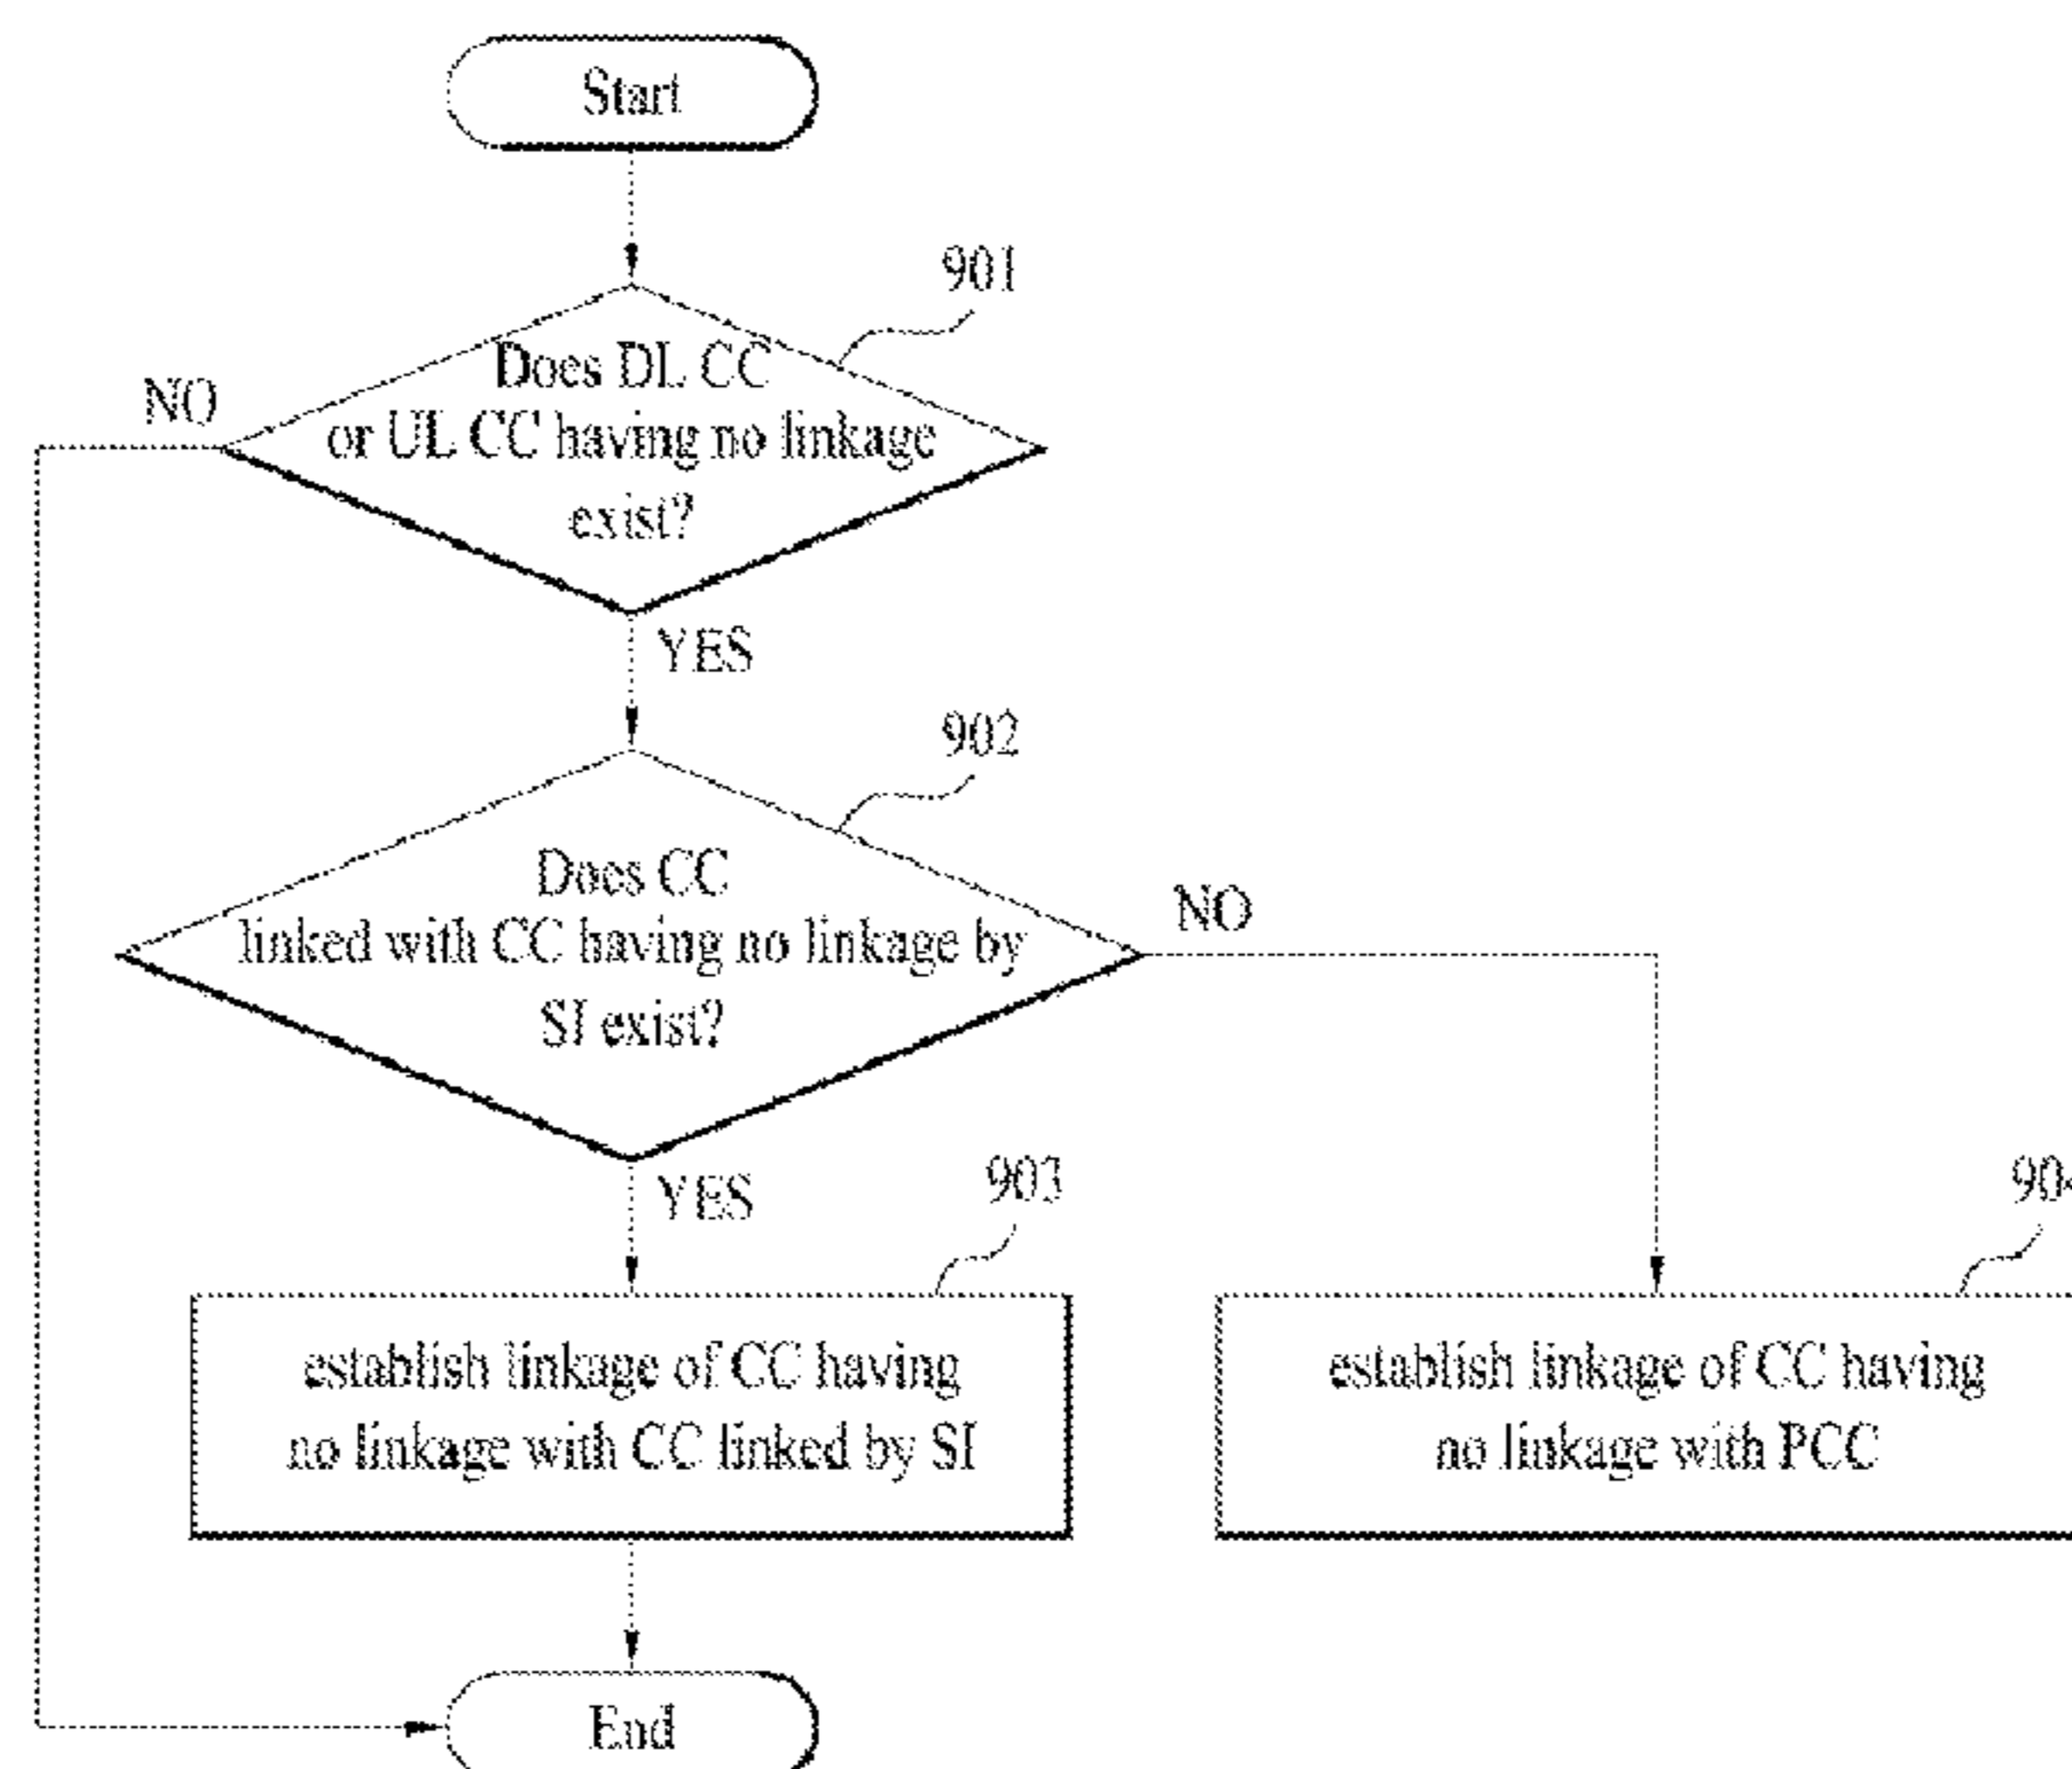 Start
901
Does DL CC
or UL CC having no linkage
exist?
NO
YES
902
Does CC
linked with CC having no linkage by
SI exist?
NO
YES
903
establish linkage of CC having
no linkage with CC linked by SI
904
establish linkage of CC having
no linkage with PCC
End